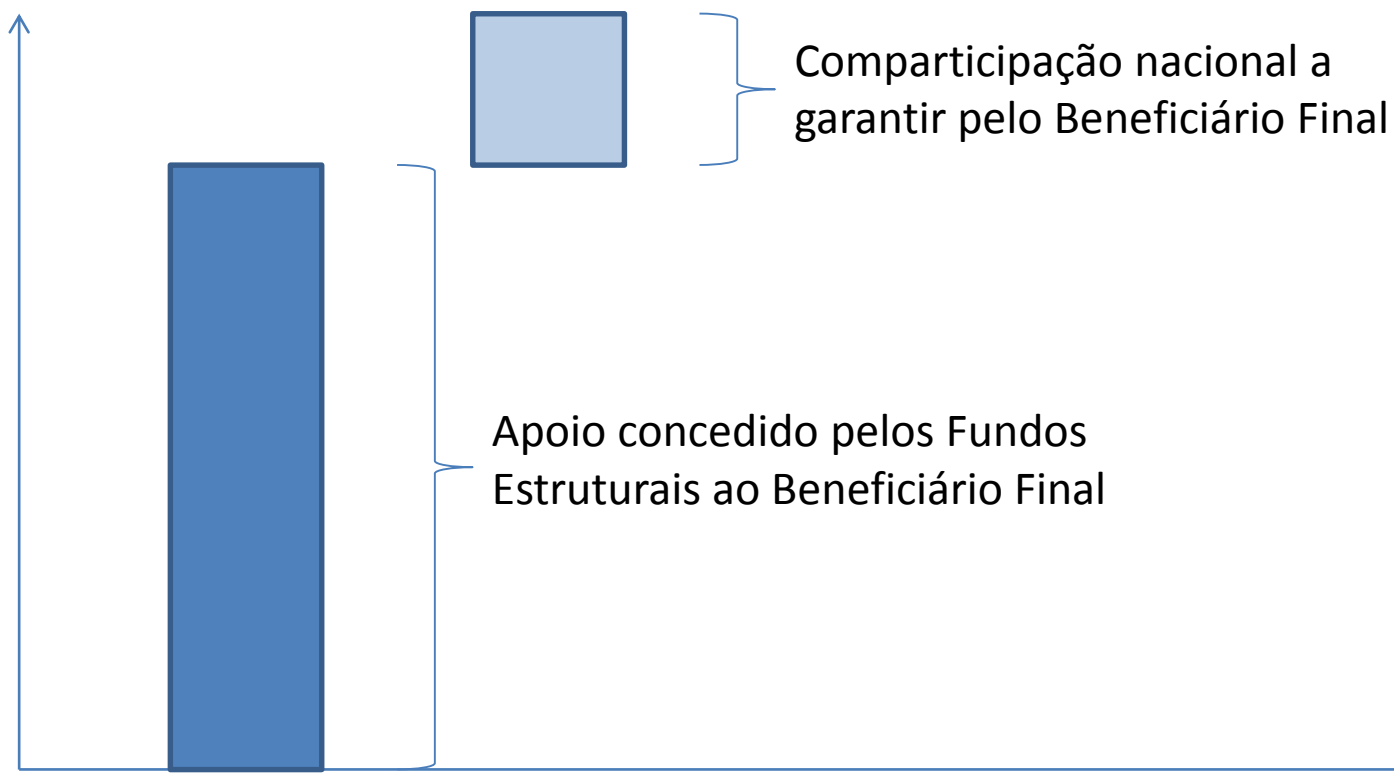 Comparticipação nacional a
garantir pelo Beneficiário Final
Apoio concedido pelos Fundos
Estruturais ao Beneficiário Final